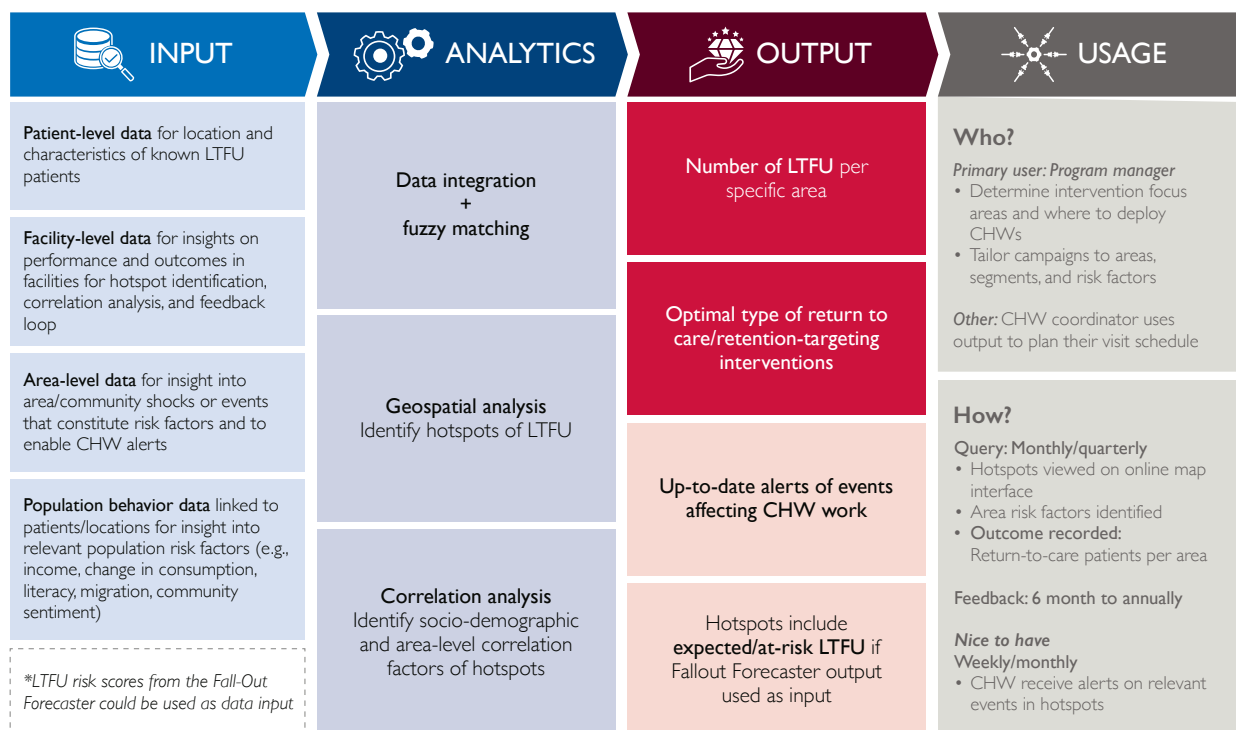 INPUT
Patient-level data for location and
characteristics of known LTFU
patients
Facility-level data for insights on
performance and outcomes in
facilities for hotspot identification,
correlation analysis, and feedback
loop
Area-level data for insight into
area/community shocks or events
that constitute risk factors and to
enable CHW alerts
Population behavior data linked to
patients/locations for insight into
relevant population risk factors (e.g.,
income, change in consumption,
literacy, migration, community
sentiment)
*LTFU risk scores from the Fall-Out
Forecaster could be used as data input
ANALYTICS
Data integration
+
fuzzy matching
Geospatial analysis
Identify hotspots of LTFU
Correlation analysis
Identify socio-demographic
and area-level correlation
factors of hotspots
OUTPUT
Number of LTFU per
specific area
Optimal type of return to
care/retention-targeting
interventions
Up-to-date alerts of events
affecting CHW work
Hotspots include
expected/at-risk LTFU if
Fallout Forecaster output
used as input
USAGE
Who?
Primary user: Program manager
• Determine intervention focus
areas and where to deploy
CHWs
• Tailor campaigns to areas,
segments, and risk factors
Other: CHW coordinator uses
output to plan their visit schedule
How?
Query: Monthly/quarterly
• Hotspots viewed on online map
interface
• Area risk factors identified
• Outcome recorded:
Return-to-care patients per area
Feedback: 6 month to annually
Nice to have
Weekly/monthly
• CHW receive alerts on relevant
events in hotspots